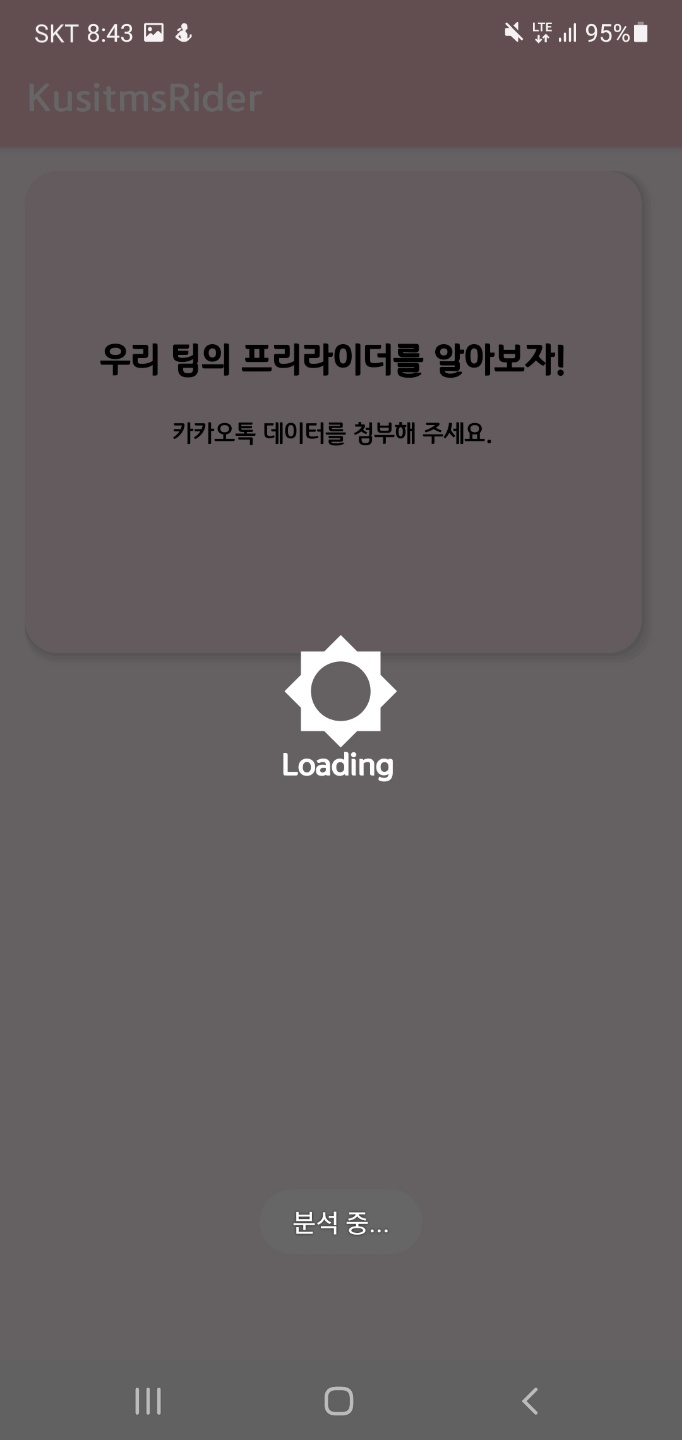 SKT 8:43 LTE 95%
KusitmsRider
우리 팀의 프리라이더를 알아보자!
카카오톡 데이터를 첨부해 주세요.
Loading
분석 중...